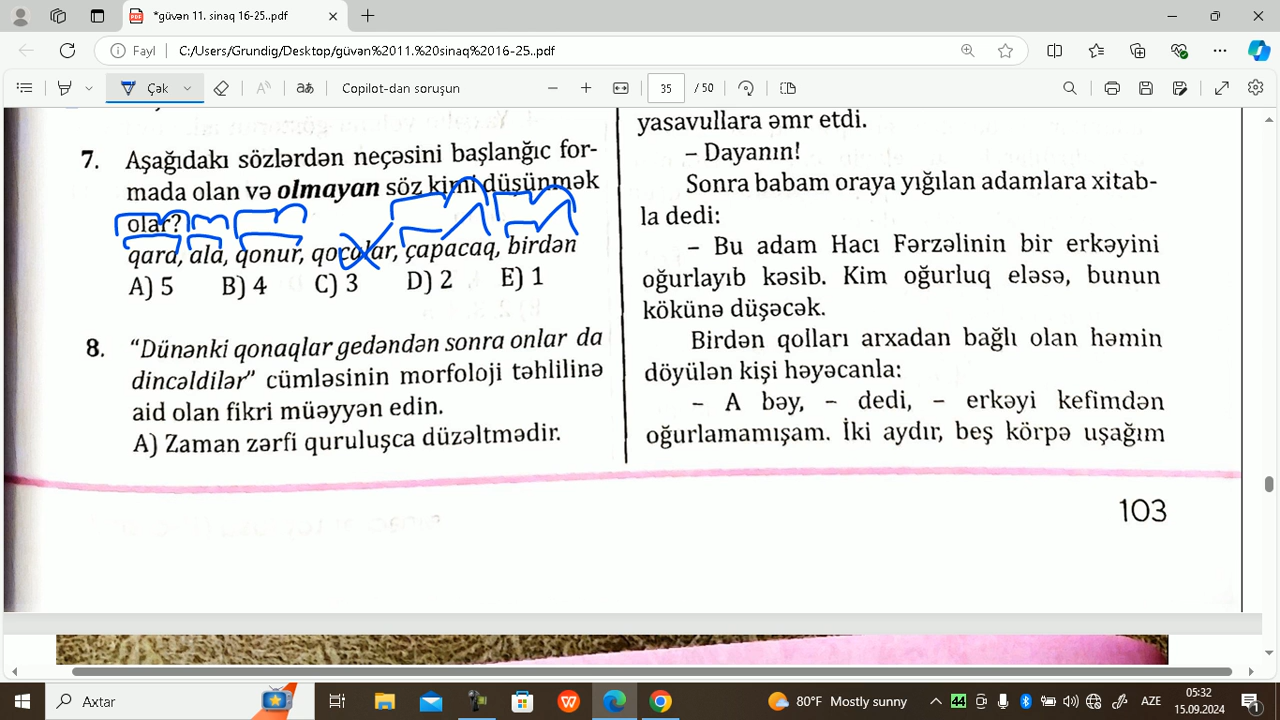 *güvən 11. sinaq 16-25..pdf
Fayl
C:/Users/Grundig/Desktop/güvən%2011.%20sinaq%2016-25..pdf
Çək
Copilot-dan soruşun
35
/ 50
7. Aşağıdakı sözlərdən neçəsini başlanğıc for-
mada olan və olmayan söz kimi düşünmək
olar?
qara, ala, qonur, qocalar, çapacaq, birdən
A) 5 B) 4 C) 3 D) 2 E) 1
8. “Dünənki qonaqlar gedəndən sonra onlar da
dincəldilər” cümləsinin morfoloji təhlilinə
aid olan fikri müəyyən edin.
A) Zaman zərfi quruluşca düzəltmədir.
yasavullara əmr etdi.
– Dayanın!
Sonra babam oraya yığılan adamlara xitab-
la dedi:
– Bu adam Hacı Fərzəlinin bir erkəyini
oğurlayıb kəsib. Kim oğurluq eləsə, bunun
kökünə düşəcək.
Birdən qolları arxadan bağlı olan həmin
döyülən kişi həyəcanla:
– A bəy, – dedi, – erkəyi kefimdən
oğurlamamışam. İki aydır, beş körpə uşağım
103
Axtar
80°F Mostly sunny
44
AZE
05:32
15.09.2024